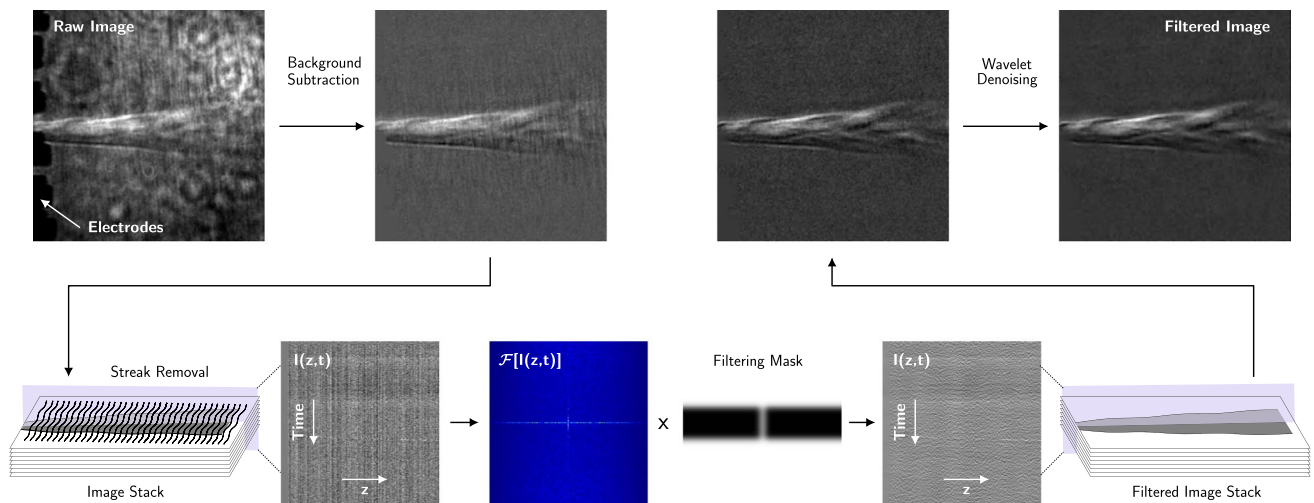 Raw Image
Electrodes
Background
Subtraction
Filtered Image
Wavelet
Denoising
Streak Removal
Image Stack
I(z,t)
Time
z
ℱ[I(z,t)]
x
Filtering Mask
I(z,t)
Time
z
Filtered Image Stack